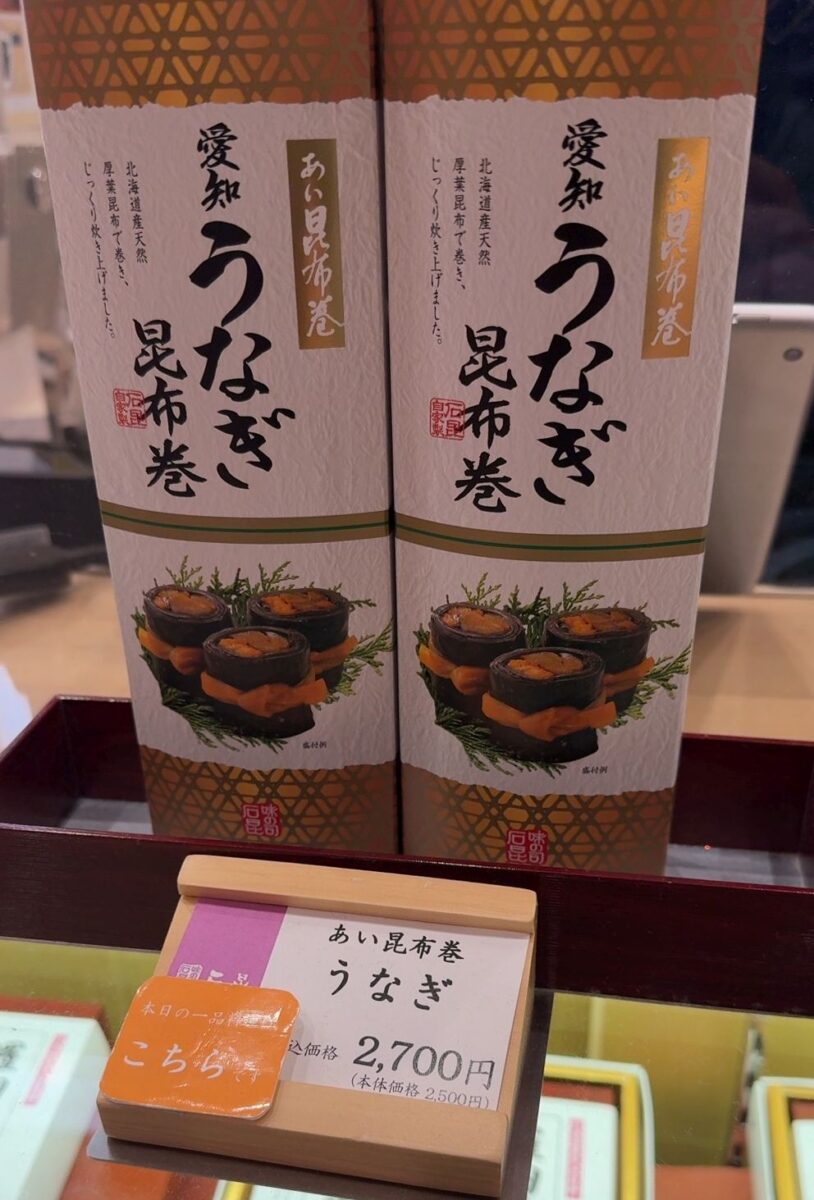 あい昆布巻
愛知
うなぎ
昆布巻
北海道産天然
厚葉昆布で巻き、
じっくり炊き上げました。
石昆
自家製
盛付例
味の司
石昆
あい昆布巻
愛知
うなぎ
昆布巻
北海道産天然
厚葉昆布で巻き、
じっくり炊き上げました。
石昆
自家製
盛付例
味の司
石昆
あい昆布巻
うなぎ
込価格 2,700円
(本体価格 2,500円)
本日の一品
こちらです